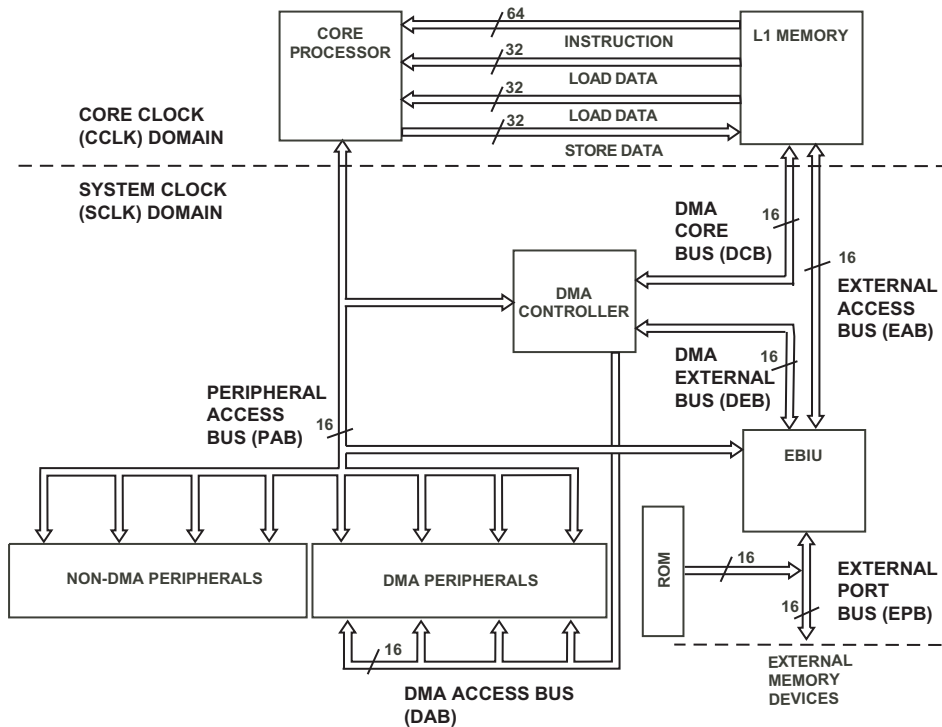 CORE
PROCESSOR
64
INSTRUCTION
32
LOAD DATA
32
LOAD DATA
32
STORE DATA
L1 MEMORY
CORE CLOCK
(CCLK) DOMAIN
SYSTEM CLOCK
(SCLK) DOMAIN
DMA
CORE
BUS (DCB)
16
16
EXTERNAL
ACCESS
BUS (EAB)
DMA
CONTROLLER
DMA
EXTERNAL
BUS (DEB)
16
PERIPHERAL
ACCESS
BUS (PAB)
16
EBIU
NON-DMA PERIPHERALS
DMA PERIPHERALS
ROM
16
EXTERNAL
PORT
BUS (EPB)
16
16
DMA ACCESS BUS
(DAB)
EXTERNAL
MEMORY
DEVICES